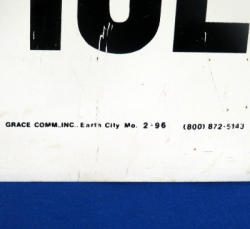 GRACE COMM., INC., Earth City Mo. 2-96 (800) 872-5143